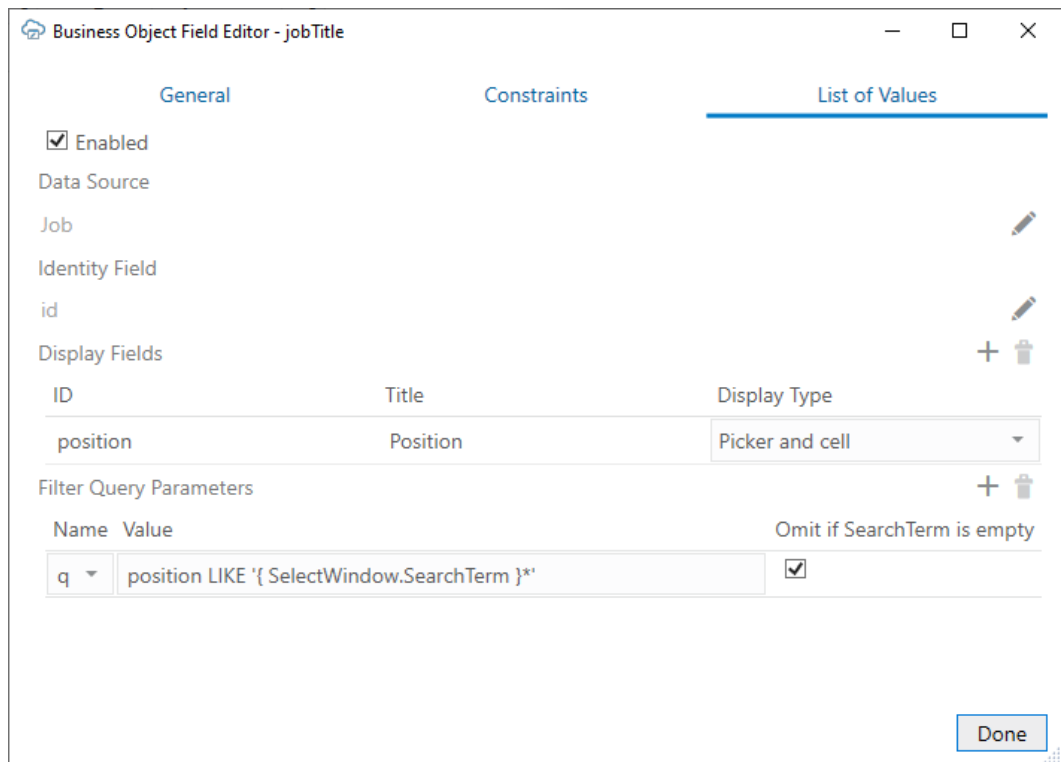 Business Object Field Editor - jobTitle
General Constraints List of Values
Enabled
Data Source
Job
Identity Field
id
Display Fields
ID Title Display Type
position Position Picker and cell
Filter Query Parameters
Name Value Omit if SearchTerm is empty
q position LIKE '{ SelectWindow.SearchTerm }*'
Done